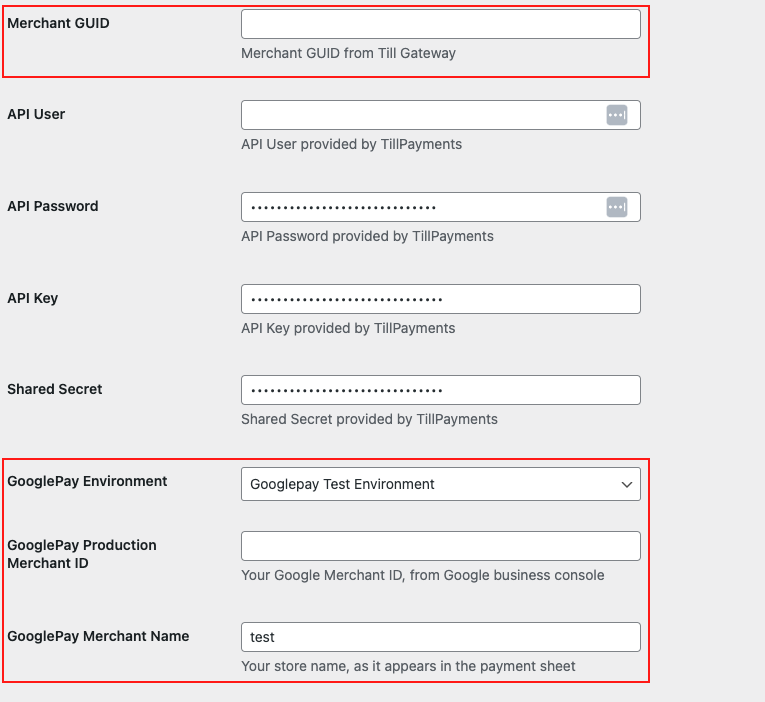 Merchant GUID
Merchant GUID from Till Gateway
API User
API User provided by TillPayments
API Password
•••••••••••••••••••••••••••••
API Password provided by TillPayments
API Key
••••••••••••••••••••••••••••••
API Key provided by TillPayments
Shared Secret
••••••••••••••••••••••••••••••
Shared Secret provided by TillPayments
GooglePay Environment
Googlepay Test Environment
GooglePay Production
Merchant ID
Your Google Merchant ID, from Google business console
GooglePay Merchant Name
test
Your store name, as it appears in the payment sheet